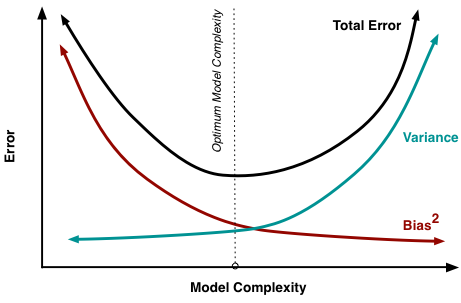 Total Error
Optimum Model Complexity
Error
Variance
Bias²
Model Complexity